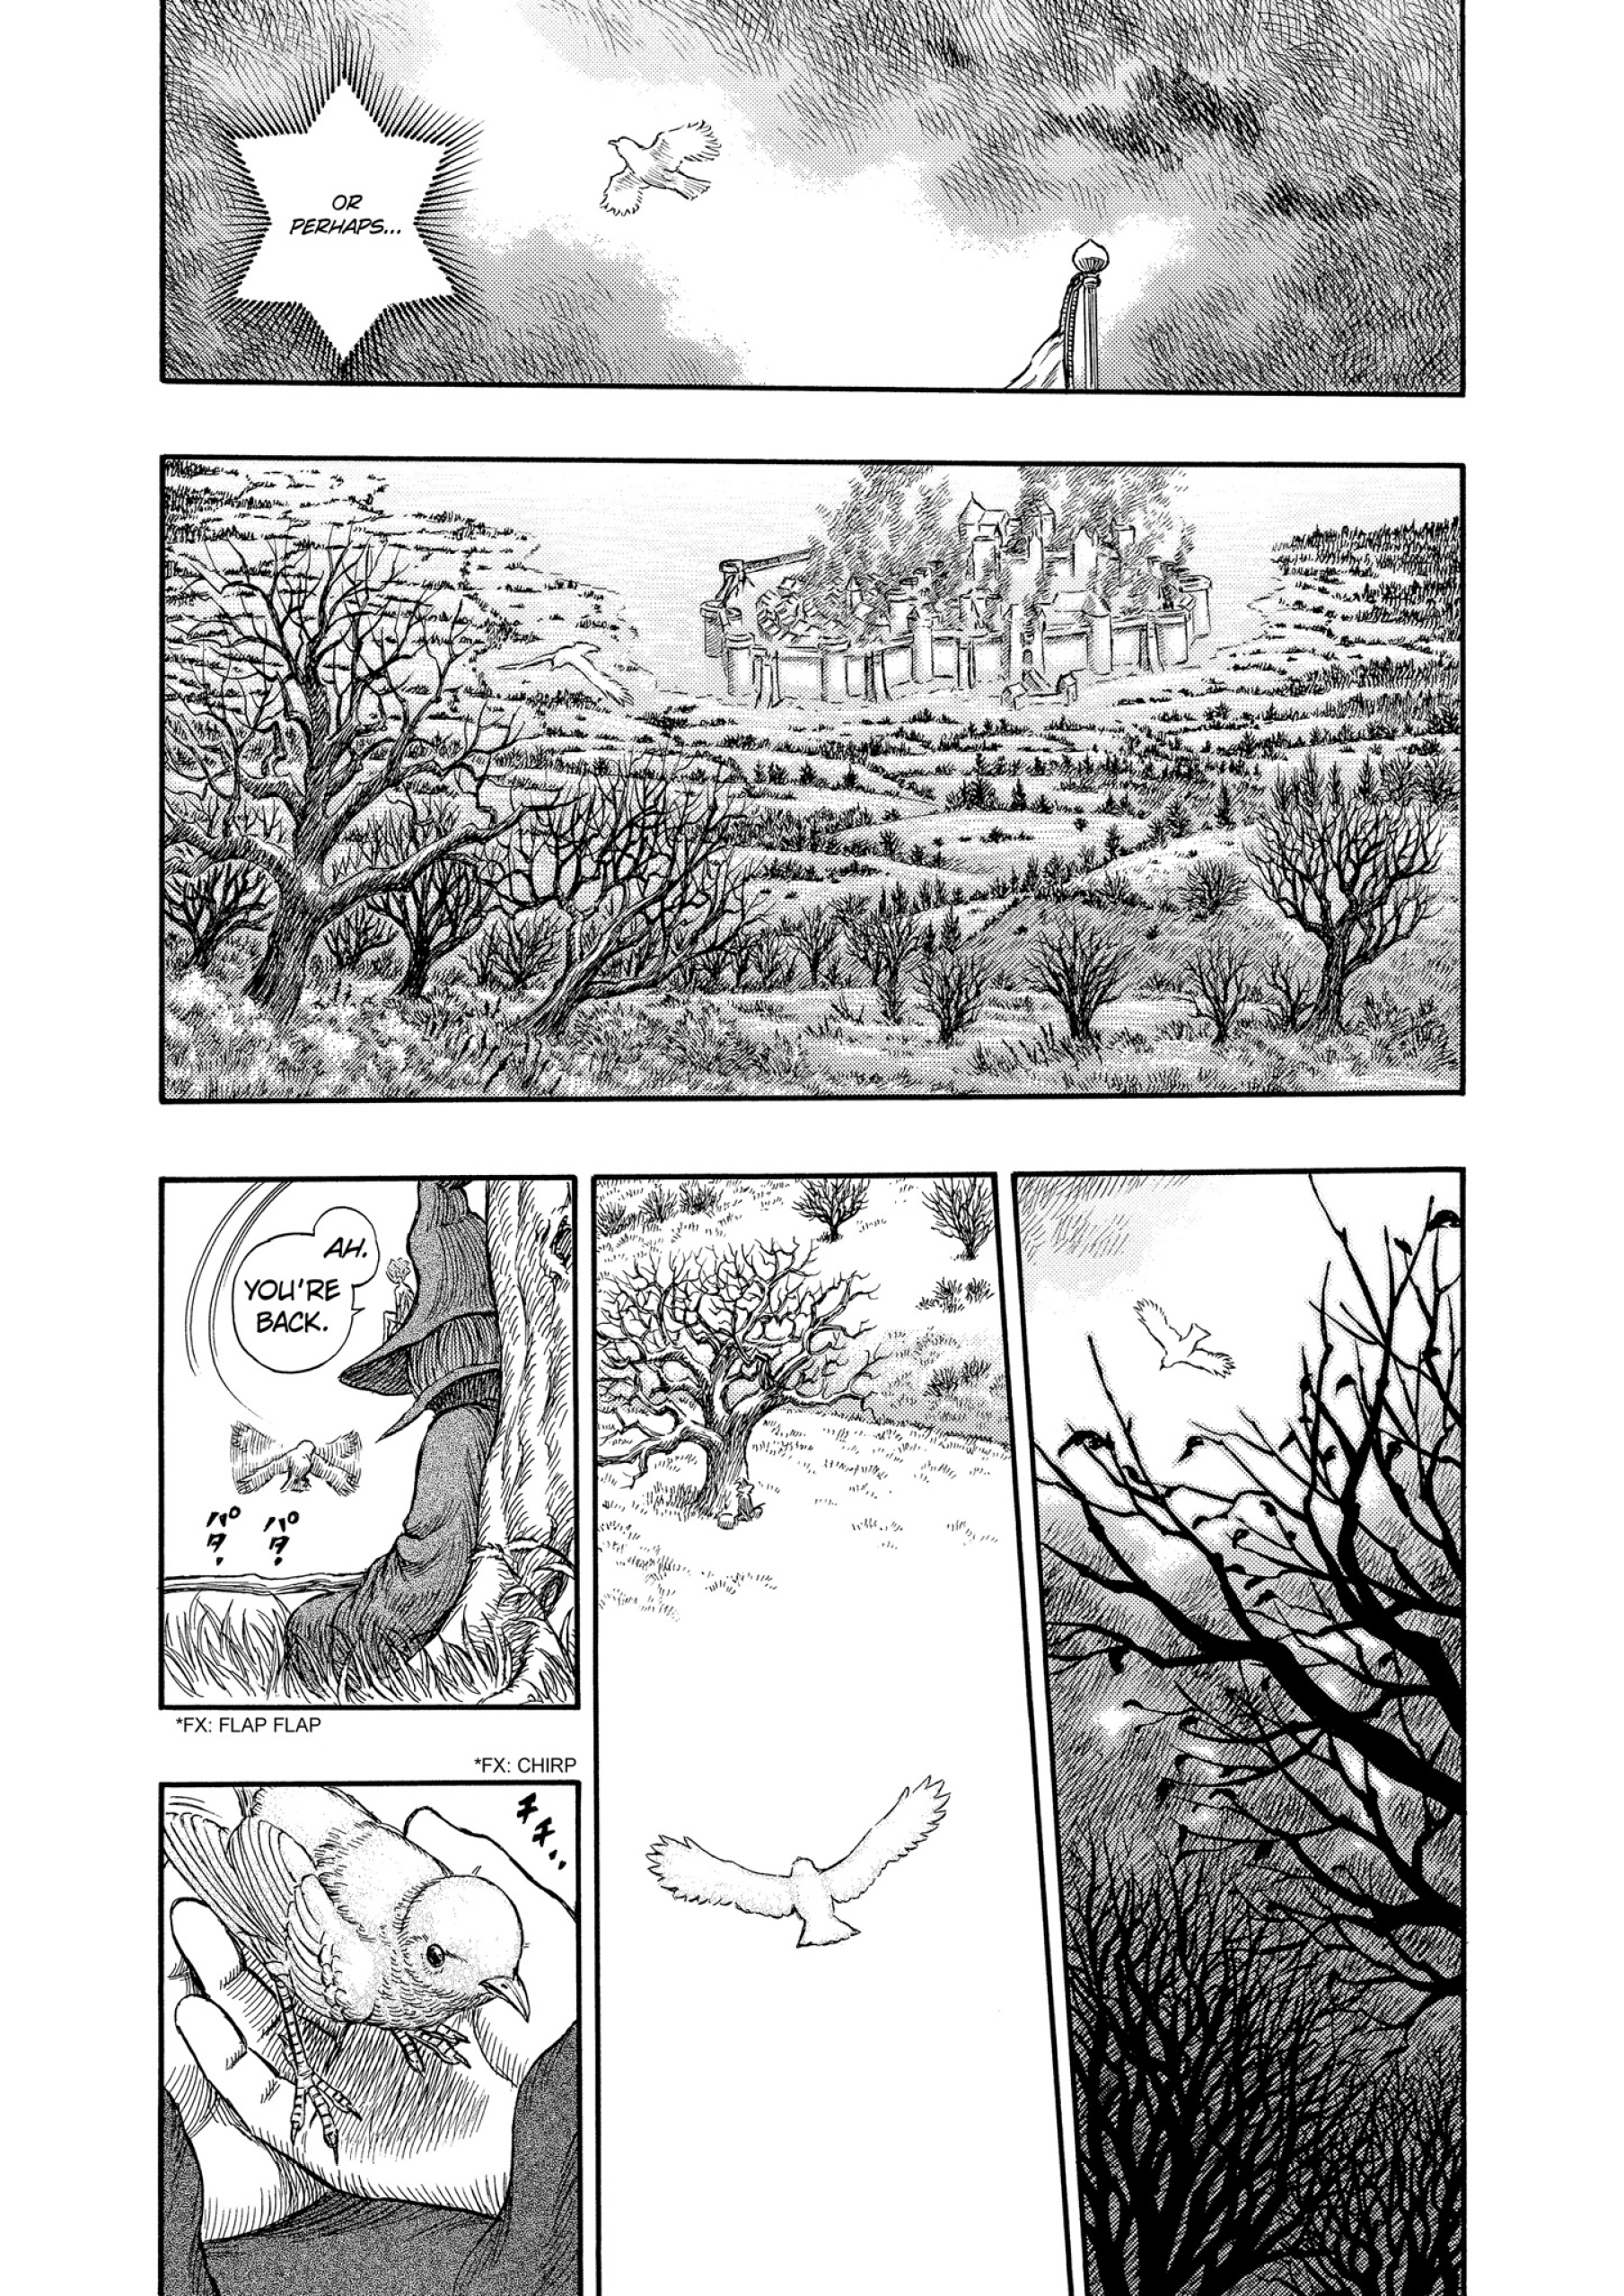 OR
PERHAPS...
AH.
YOU'RE
BACK.
パタ パタ
*FX: FLAP FLAP
*FX: CHIRP
チチ...